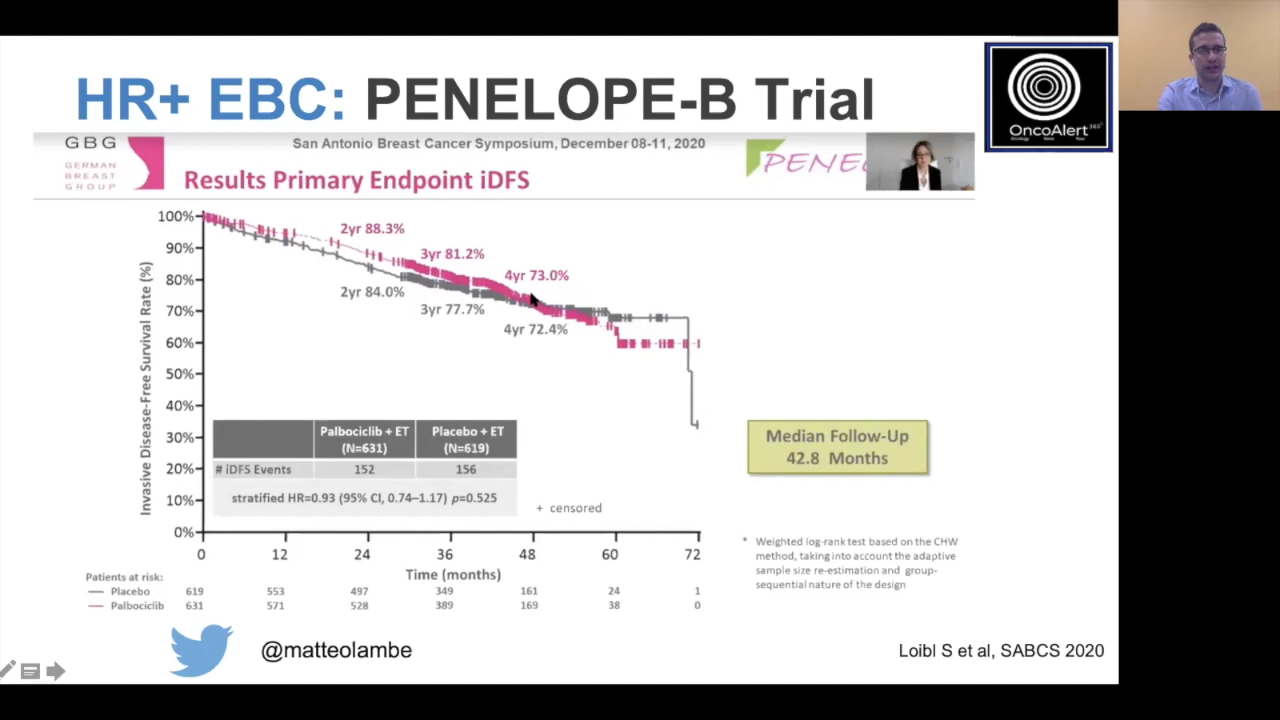 HR+ EBC: PENELOPE-B Trial
OncoAlert 360°
GBG
GERMAN
BREAST
GROUP
San Antonio Breast Cancer Symposium, December 08-11, 2020
PENE
Results Primary Endpoint iDFS
Invasive Disease-Free Survival Rate (%)
100%
90%
80%
70%
60%
50%
40%
30%
20%
10%
0%
2yr 88.3%
3yr 81.2%
4yr 73.0%
2yr 84.0%
3yr 77.7%
4yr 72.4%
Palbociclib + ET (N=631) Placebo + ET (N=619)
# iDFS Events 152 156
stratified HR=0.93 (95% CI, 0.74–1.17) p=0.525
+ censored
0 12 24 36 48 60 72
Time (months)
Patients at risk:
Placebo 619 553 497 349 161 24 1
Palbociclib 631 571 528 389 169 38 0
Median Follow-Up
42.8 Months
* Weighted log-rank test based on the CHW
method, taking into account the adaptive
sample size re-estimation and group-
sequential nature of the design
@matteolambe
Loibl S et al, SABCS 2020